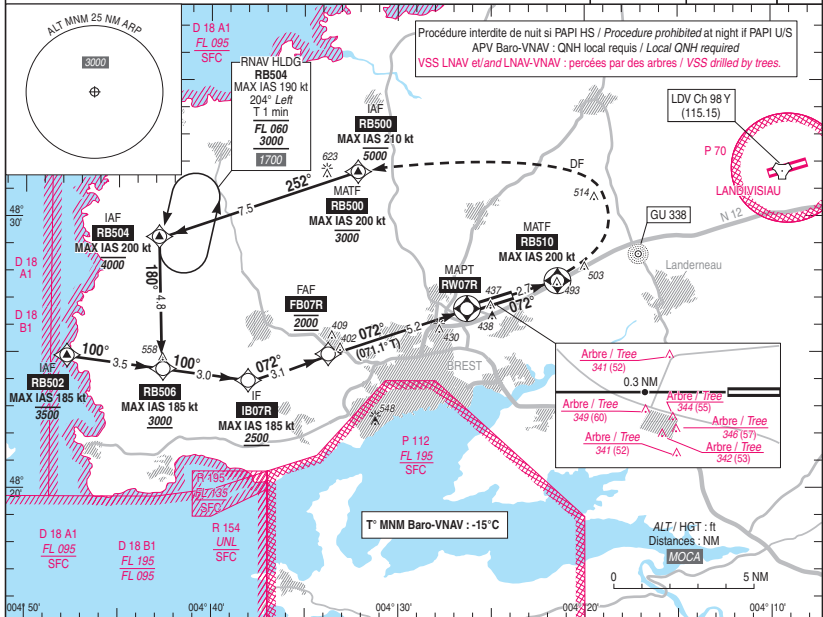 ALT MNM 25 NM ARP
3000
D 18 A1
FL 095
SFC
Procédure interdite de nuit si PAPI HS / Procedure prohibited at night if PAPI U/S
APV Baro-VNAV : QNH local requis / Local QNH required
VSS LNAV et/and LNAV-VNAV : percées par des arbres / VSS drilled by trees.
RNAV HLDG
RB504
MAX IAS 190 kt
204° Left
T 1 min
FL 060
3000
1700
IAF
RB500
MAX IAS 210 kt
5000
LDV Ch 98 Y
(115.15)
P 70
LANDIVISIAU
623
252°
7.5
MATF
RB500
MAX IAS 200 kt
3000
DF
514
N 12
48°
30'
IAF
RB504
MAX IAS 200 kt
4000
MATF
RB510
MAX IAS 200 kt
GU 338
Landerneau
D 18
A1
180°
4.8
MAPT
RW07R
437
2.7
072°
438
493
503
D 18
B1
FAF
FB07R
2000
409
402
072°
(071.1° T)
5.2
430
IAF
RB502
MAX IAS 185 kt
3500
100°
3.5
558
100°
3.0
072°
3.1
RB506
MAX IAS 185 kt
3000
IF
IB07R
MAX IAS 185 kt
2500
BREST
548
Arbre / Tree
341 (52)
0.3 NM
Arbre / Tree
349 (60)
Arbre / Tree
344 (55)
Arbre / Tree
346 (57)
Arbre / Tree
341 (52)
Arbre / Tree
342 (53)
P 112
FL 195
SFC
48°
20'
R 195
FL 135
SFC
R 154
UNL
SFC
D 18 A1
FL 095
SFC
D 18 B1
FL 195
FL 095
T° MNM Baro-VNAV : -15°C
ALT / HGT : ft
Distances : NM
MOCA
0
5 NM
004° 50'
004° 40'
004° 30'
004° 20'
004° 10'